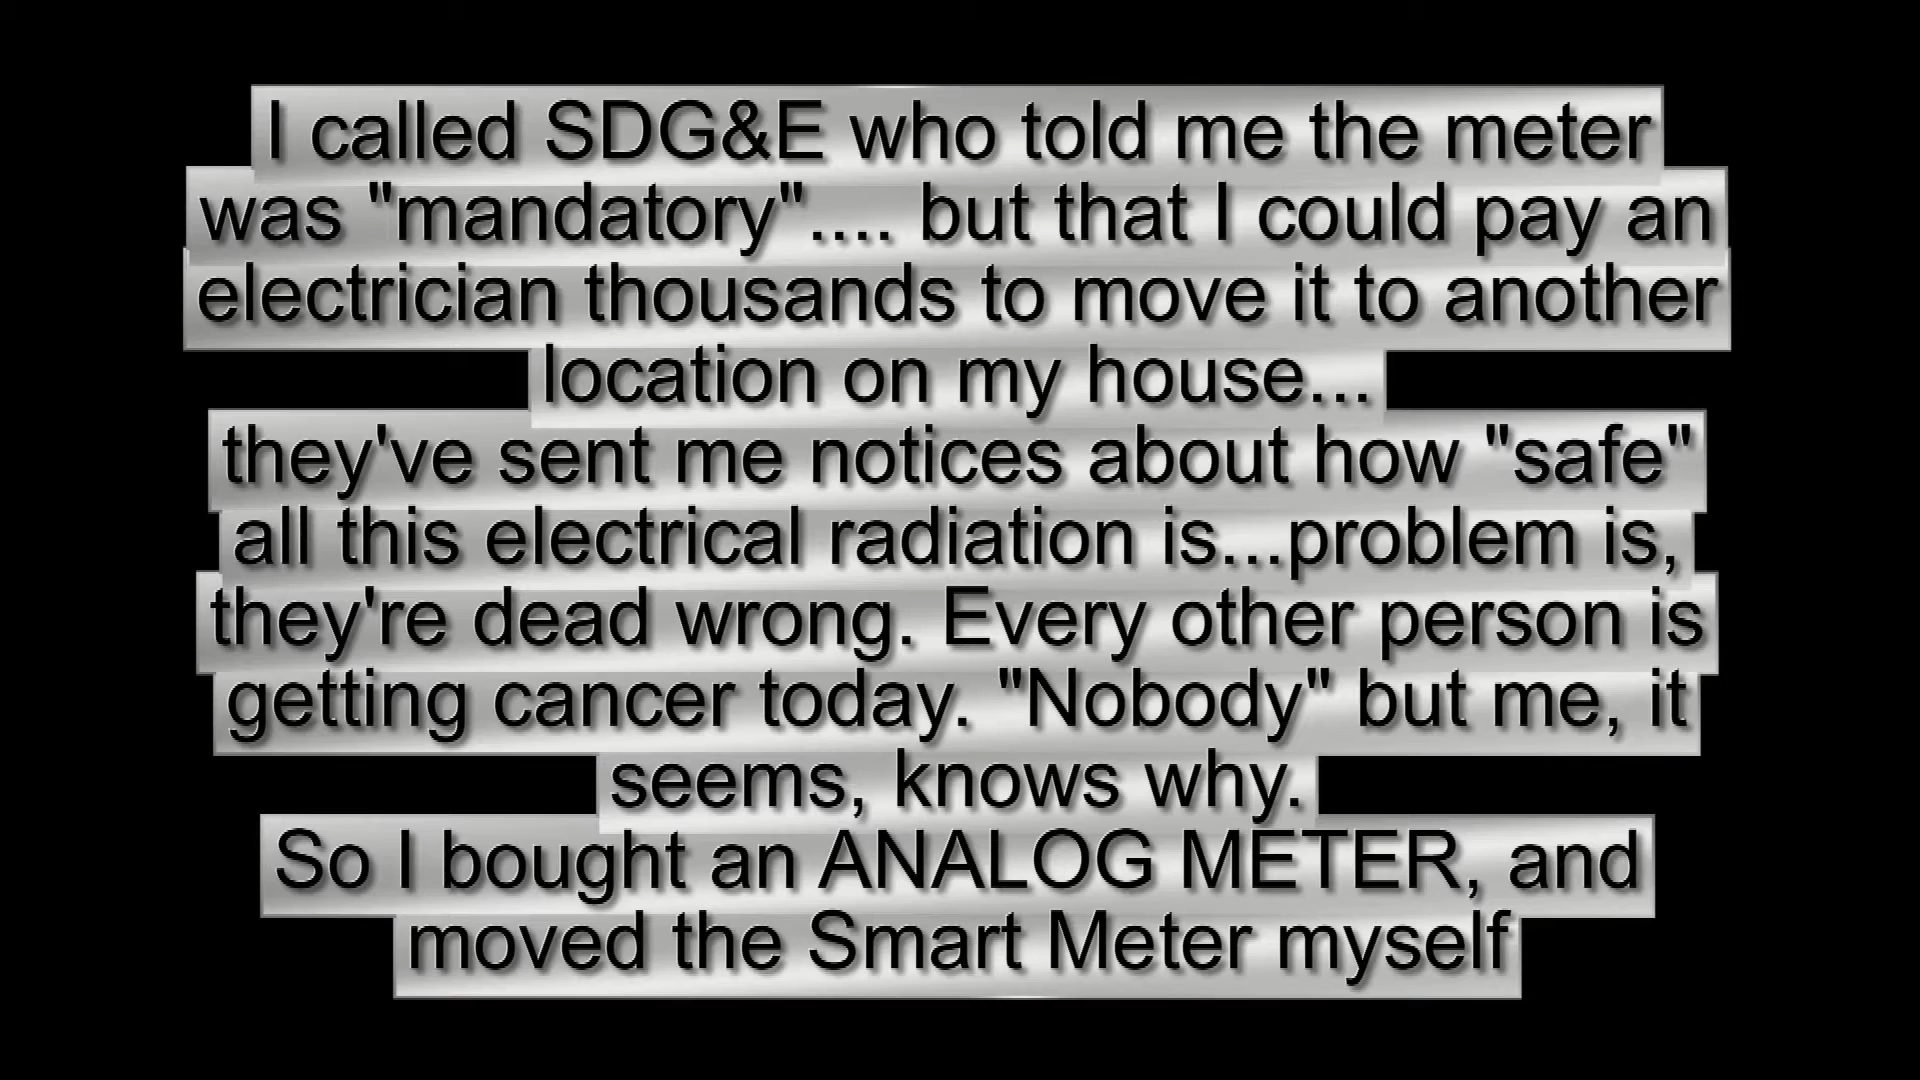 I called SDG&E who told me the meter
was "mandatory".... but that I could pay an
electrician thousands to move it to another
location on my house...
they've sent me notices about how "safe"
all this electrical radiation is...problem is,
they're dead wrong. Every other person is
getting cancer today. "Nobody" but me, it
seems, knows why.
So I bought an ANALOG METER, and
moved the Smart Meter myself